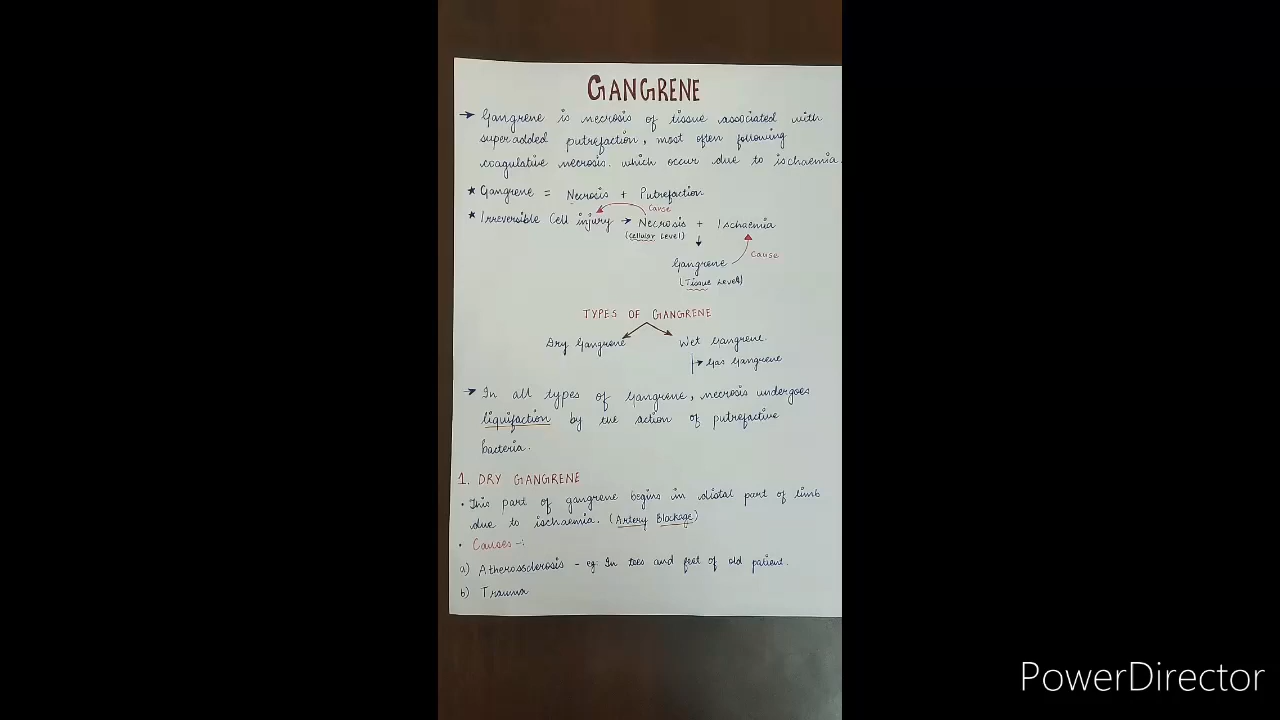 GANGRENE
→ Gangrene is necrosis of tissue associated with
superadded putrefaction, most often following
coagulative necrosis. which occur due to ischaemia.
★ Gangrene = Necrosis + Putrefaction
Cause
★ Irreversible Cell injury → Necrosis + Ischaemia
(Cellular Level)
Gangrene Cause
(Tissue Level)
TYPES OF GANGRENE
Dry Gangrene Wet Gangrene.
→ Gas Gangrene
→ In all types of Gangrene, necrosis undergoes
liquifaction by the action of putrefactive
bacteria.
1. DRY GANGRENE
• This part of gangrene begins in distal part of limb
due to ischaemia. (Artery Blockage)
• Causes -:
a) Atherossderosis - eg: In toes and feet of old patient.
b) Trauma
PowerDirector